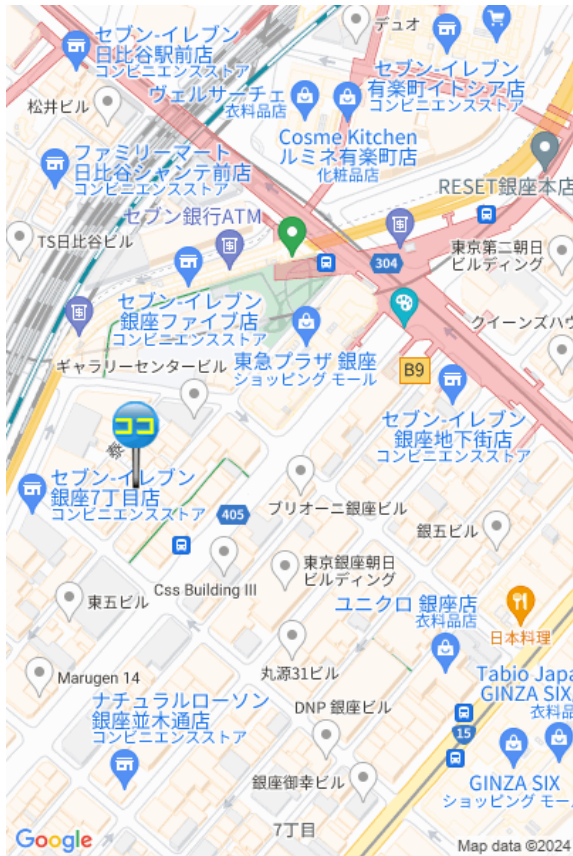 デュオ
セブン-イレブン
日比谷駅前店
コンビニエンスストア
セブン-イレブン
有楽町イトシア店
コンビニエンスストア
ヴェルサーチェ
衣料品店
松井ビル
Cosme Kitchen
ルミネ有楽町店
化粧品店
ファミリーマート
日比谷シャンテ前店
コンビニエンスストア
RESET銀座本店
セブン銀行ATM
TS日比谷ビル
304
東京第二朝日
ビルディング
セブン-イレブン
銀座ファイブ店
コンビニエンスストア
クイーンズハウ
東急プラザ 銀座
ショッピング モール
ギャラリーセンタービル
B9
ココ
泰
セブン-イレブン
銀座地下街店
コンビニエンスストア
セブン-イレブン
銀座7丁目店
コンビニエンスストア
405
ブリオーニ銀座ビル
銀五ビル
東京銀座朝日
ビルディング
Css Building III
東五ビル
ユニクロ 銀座店
衣料品店
日本料理
丸源31ビル
Marugen 14
Tabio Japa
GINZA SIX
衣料品
ナチュラルローソン
銀座並木通店
コンビニエンスストア
DNP 銀座ビル
15
銀座御幸ビル
GINZA SIX
ショッピング モー
7丁目
Google
Map data ©2024